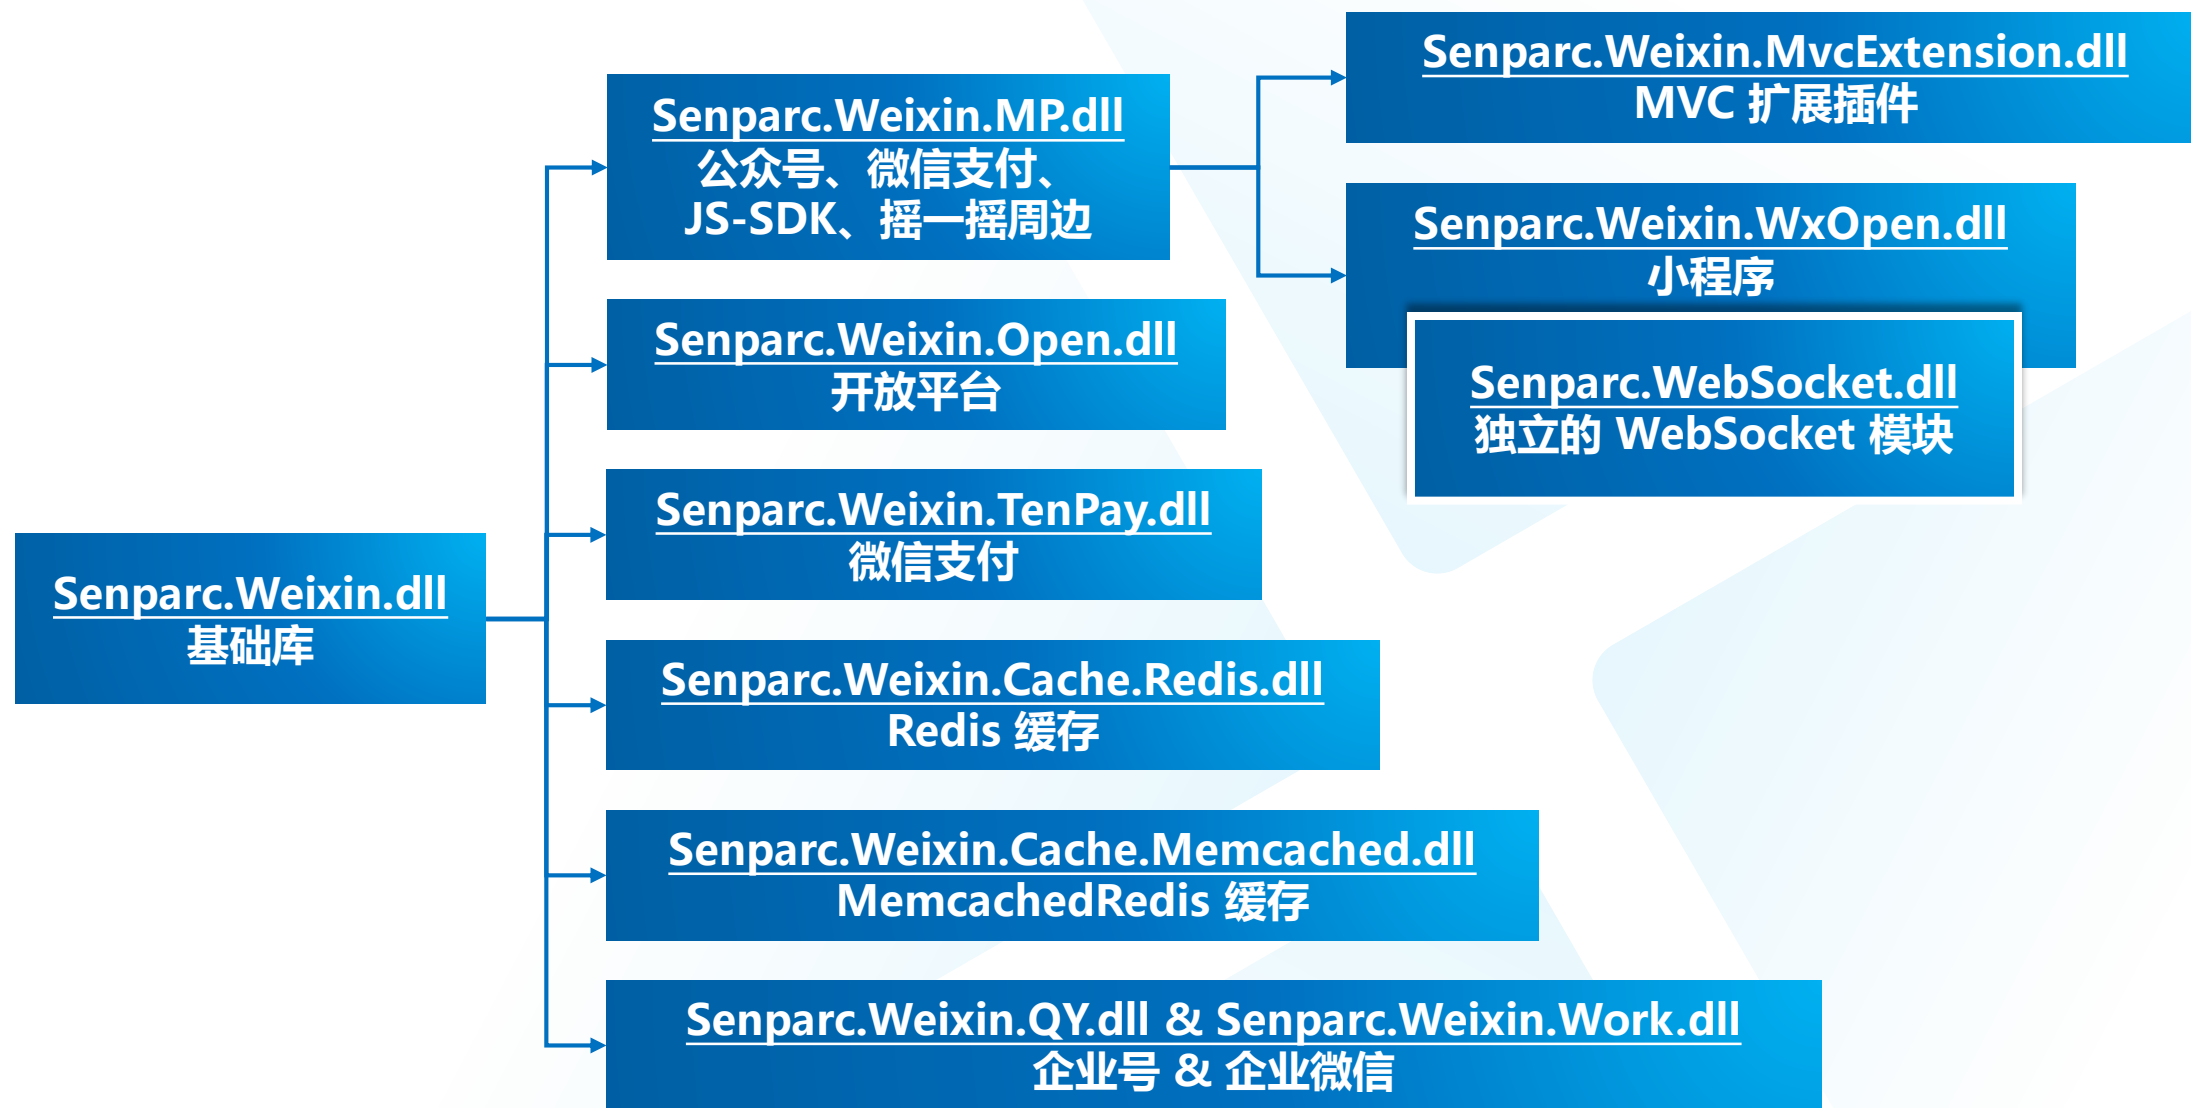 Senparc.Weixin.dll
基础库
Senparc.Weixin.MP.dll
公众号、微信支付、
JS-SDK、摇一摇周边
Senparc.Weixin.Open.dll
开放平台
Senparc.Weixin.TenPay.dll
微信支付
Senparc.Weixin.Cache.Redis.dll
Redis 缓存
Senparc.Weixin.Cache.Memcached.dll
MemcachedRedis 缓存
Senparc.Weixin.QY.dll & Senparc.Weixin.Work.dll
企业号 & 企业微信
Senparc.Weixin.MvcExtension.dll
MVC 扩展插件
Senparc.Weixin.WxOpen.dll
小程序
Senparc.WebSocket.dll
独立的 WebSocket 模块